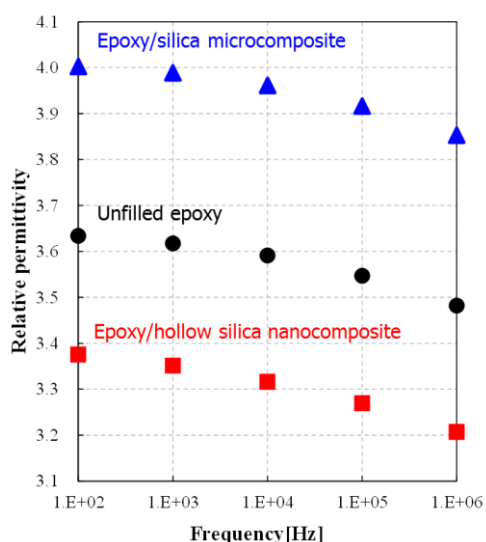 4.1
Epoxy/silica microcomposite
4.0
3.9
3.8
3.7
Unfilled epoxy
3.6
3.5
Relative permittivity
3.4
Epoxy/hollow silica nanocomposite
3.3
3.2
3.1
1.E+02 1.E+03 1.E+04 1.E+05 1.E+06
Frequency[Hz]